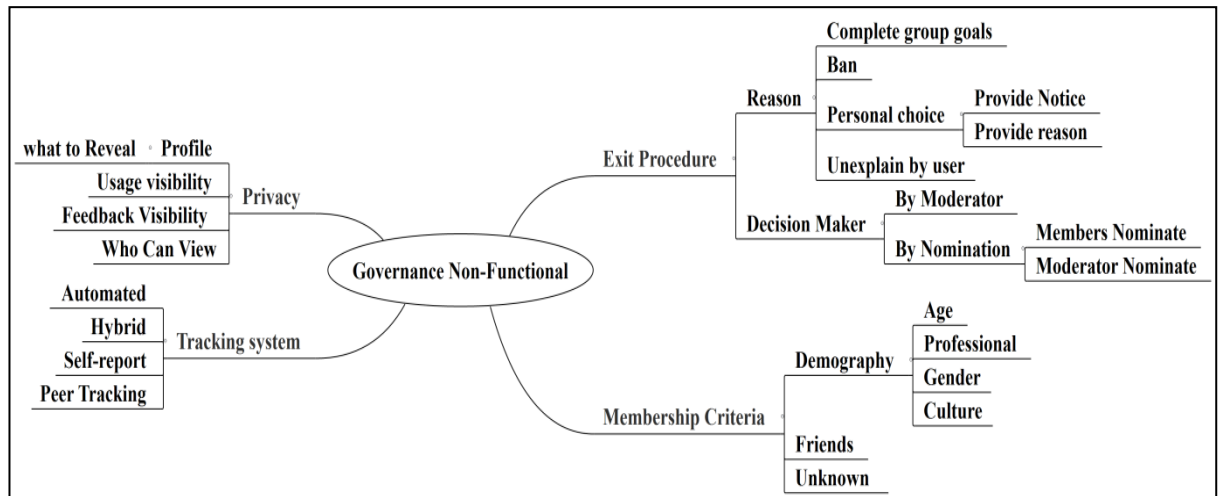 Governance Non-Functional
Privacy
Profile
what to Reveal
Usage visibility
Feedback Visibility
Who Can View
Tracking system
Automated
Hybrid
Self-report
Peer Tracking
Exit Procedure
Reason
Complete group goals
Ban
Personal choice
Provide Notice
Provide reason
Unexplain by user
Decision Maker
By Moderator
By Nomination
Members Nominate
Moderator Nominate
Membership Criteria
Demography
Age
Professional
Gender
Culture
Friends
Unknown